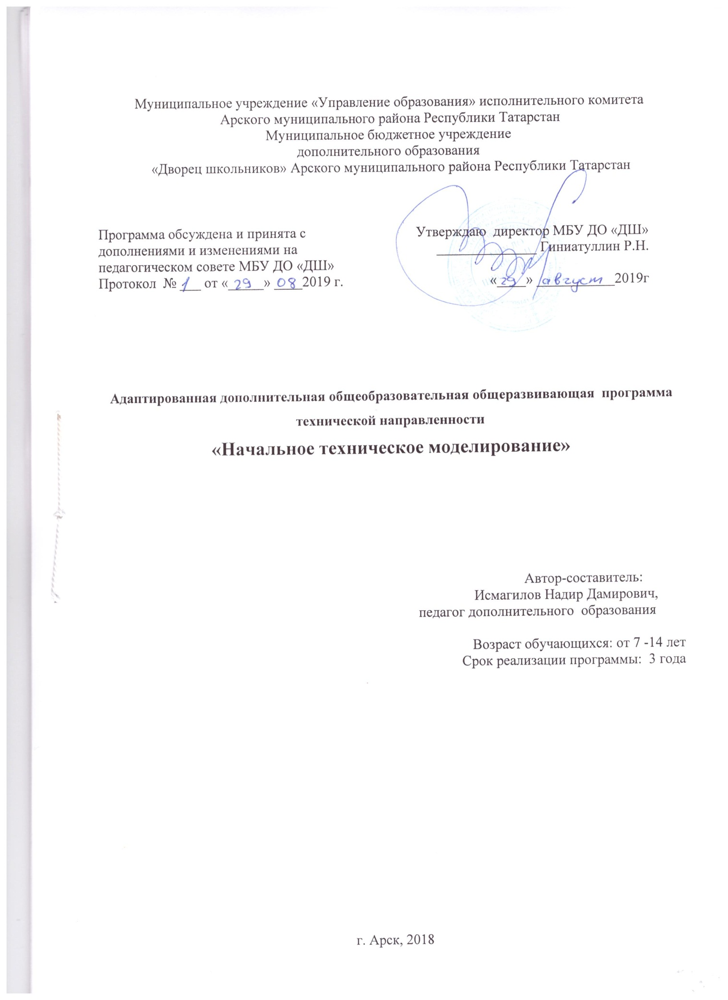 Муниципальное учреждение «Управление образования» исполнительного комитета
Арского муниципального района Республики Татарстан
Муниципальное бюджетное учреждение
дополнительного образования
«Дворец школьников» Арского муниципального района Республики Татарстан
Программа обсуждена и принята с
дополнениями и изменениями на
педагогическом совете МБУ ДО «ДШ»
Протокол № 1 от «29» 08 2019 г.
Утверждаю директор МБУ ДО «ДШ»
Гиниатуллин Р.Н.
«29» август 2019г
Адаптированная дополнительная общеобразовательная общеразвивающая программа
технической направленности
«Начальное техническое моделирование»
Автор-составитель:
Исмагилов Надир Дамирович,
педагог дополнительного образования
Возраст обучающихся: от 7 -14 лет
Срок реализации программы: 3 года
г. Арск, 2018